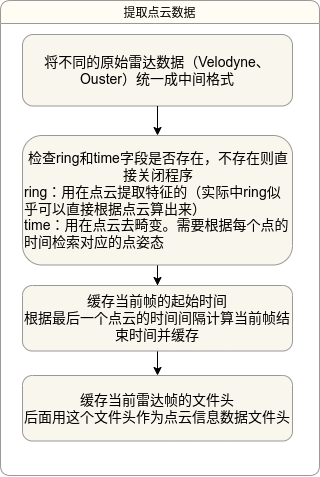 提取点云数据
将不同的原始雷达数据（Velodyne、
Ouster）统一成中间格式
检查ring和time字段是否存在，不存在则直
接关闭程序
ring：用在点云提取特征的（实际中ring似
乎可以直接根据点云算出来）
time：用在点云去畸变。需要根据每个点的
时间检索对应的点姿态
缓存当前帧的起始时间
根据最后一个点云的时间间隔计算当前帧结
束时间并缓存
缓存当前雷达帧的文件头
后面用这个文件头作为点云信息数据文件头